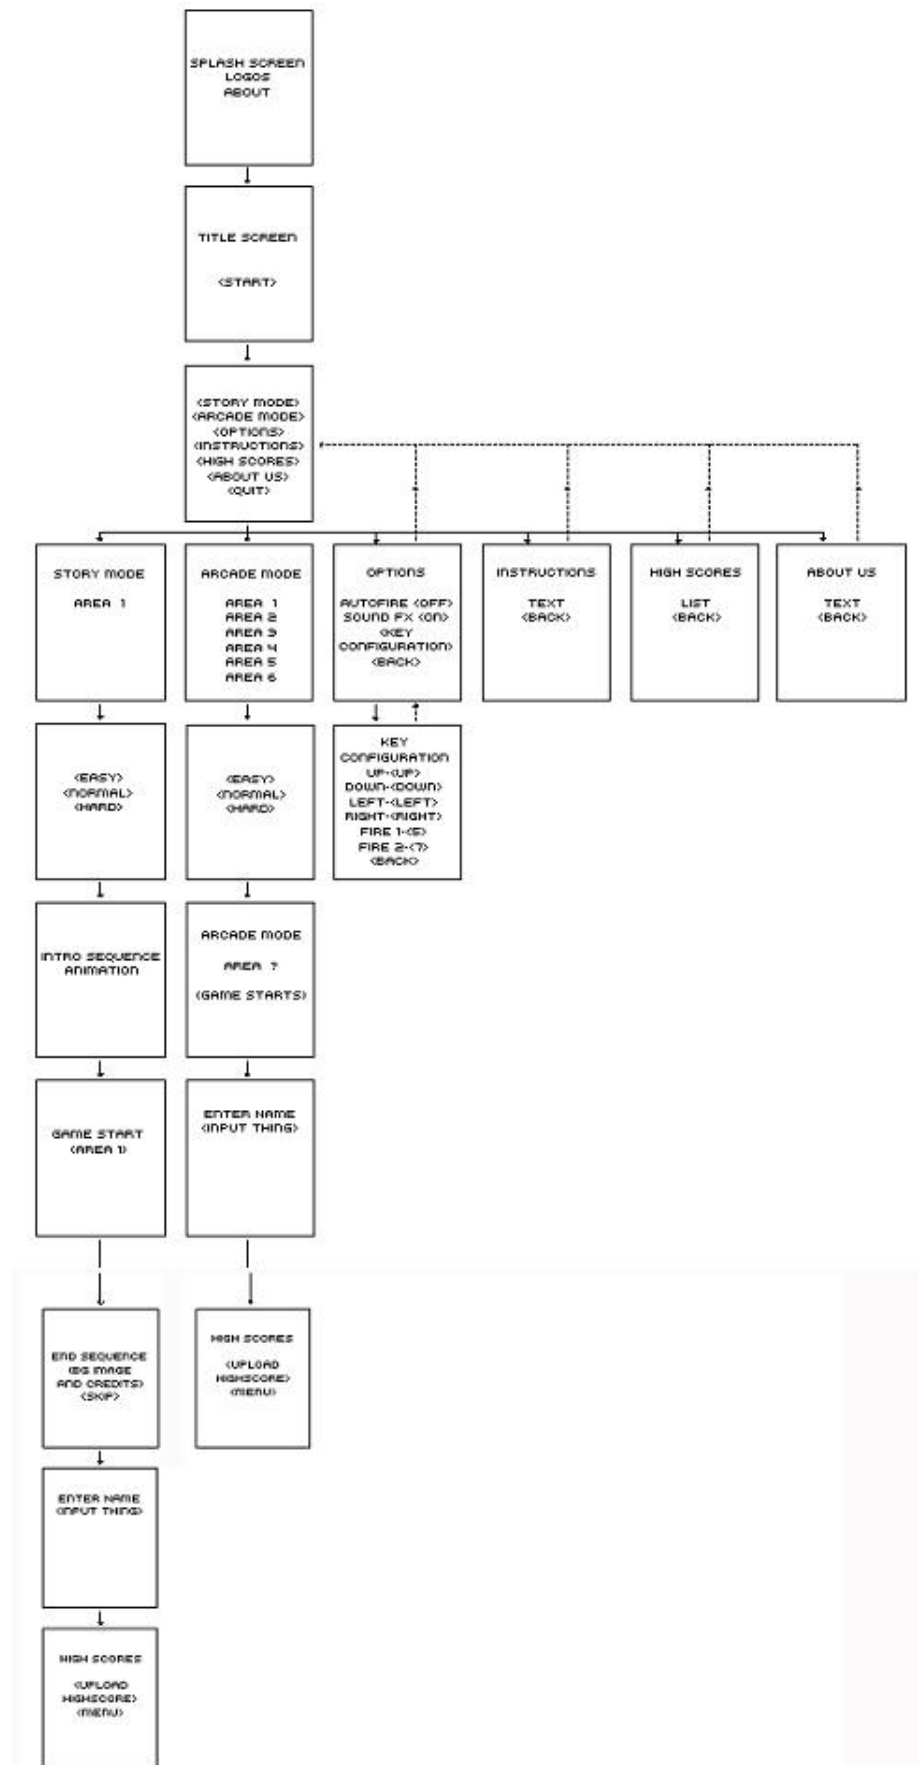 SPLASH SCREEN
LOGOS
ABOUT
TITLE SCREEN
<START>
<STORY MODE>
<ARCADE MODE>
<OPTIONS>
<INSTRUCTIONS>
<HIGH SCORES>
<ABOUT US>
<QUIT>
STORY MODE
AREA 1
ARCADE MODE
AREA 1
AREA 2
AREA 3
AREA 4
AREA 5
AREA 6
OPTIONS
AUTOFIRE <OFF>
SOUND FX <ON>
<KEY
CONFIGURATION>
<BACK>
INSTRUCTIONS
TEXT
<BACK>
HIGH SCORES
LIST
<BACK>
ABOUT US
TEXT
<BACK>
<EASY>
<NORMAL>
<HARD>
<EASY>
<NORMAL>
<HARD>
KEY
CONFIGURATION
UP-<UP>
DOWN-<DOWN>
LEFT-<LEFT>
RIGHT-<RIGHT>
FIRE 1-<5>
FIRE 2-<7>
<BACK>
INTRO SEQUENCE
ANIMATION
ARCADE MODE
AREA ?
(GAME STARTS)
GAME START
(AREA 1)
ENTER NAME
(INPUT THING)
END SEQUENCE
(BG IMAGE
AND CREDITS)
<SKIP>
HIGH SCORES
<UPLOAD
HIGHSCORE>
<MENU>
ENTER NAME
(INPUT THING)
HIGH SCORES
<UPLOAD
HIGHSCORE>
<MENU>